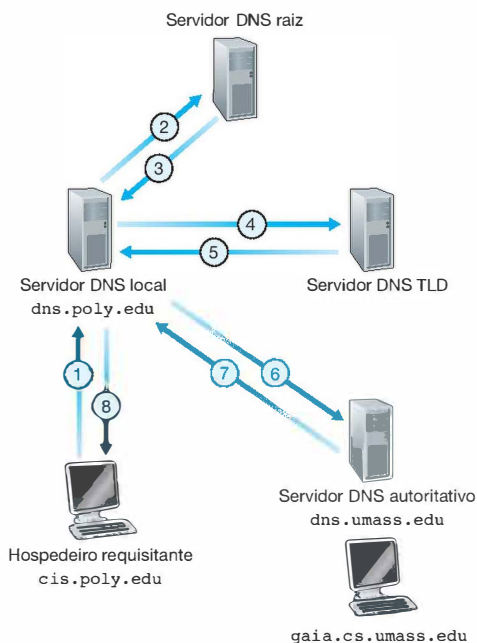 Servidor DNS raiz
2
3
4
5
Servidor DNS local
dns.poly.edu
Servidor DNS TLD
1
8
7
6
Servidor DNS autoritativo
dns.umass.edu
Hospedeiro requisitante
cis.poly.edu
gaia.cs.umass.edu